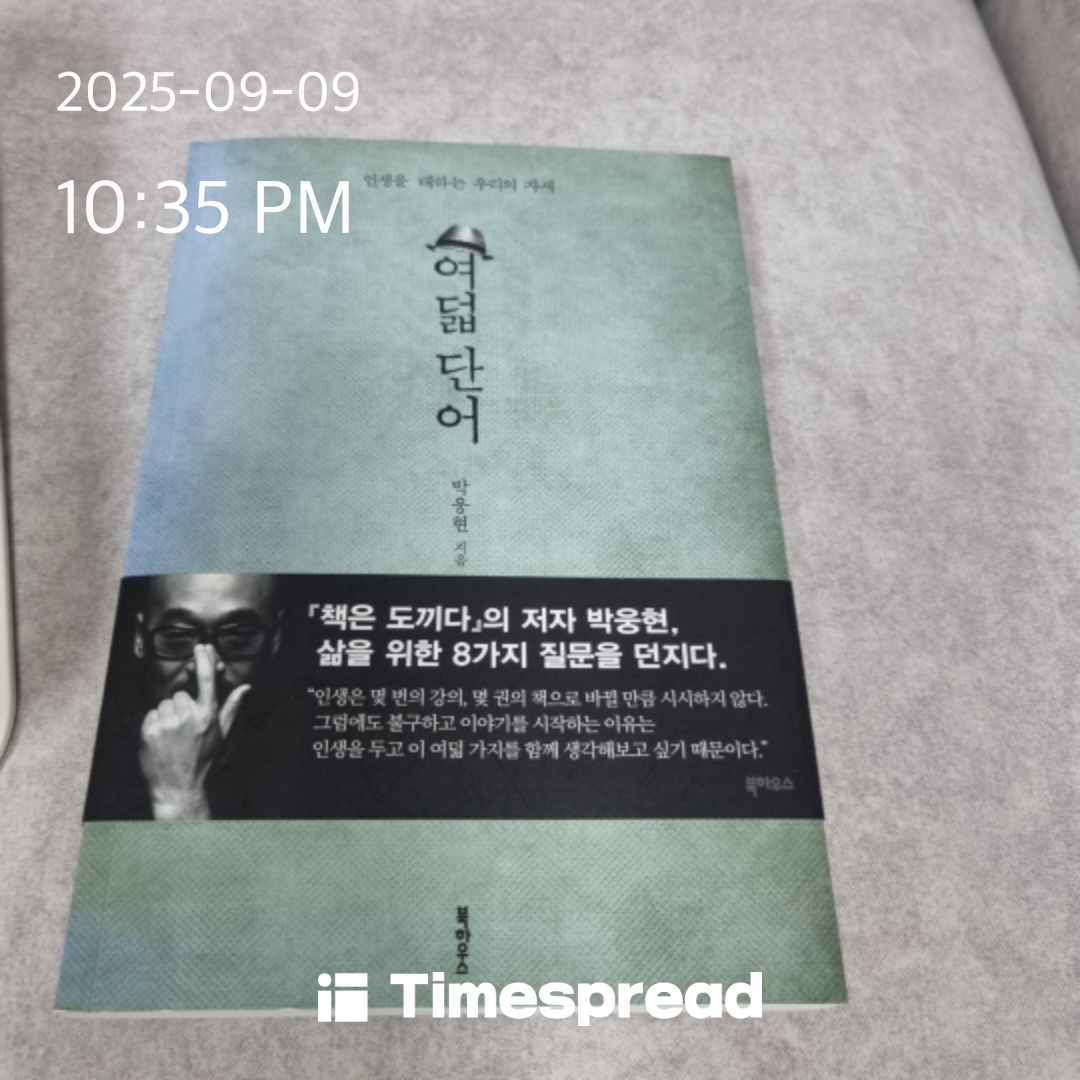 2025-09-09
10:35 PM
인생을 대하는 우리의 자세
여덟 단어
박웅현 지음
『책은 도끼다』의 저자 박웅현,
삶을 위한 8가지 질문을 던지다.
“인생은 몇 번의 강의, 몇 권의 책으로 바뀔 만큼 시시하지 않다.
그럼에도 불구하고 이야기를 시작하는 이유는
인생을 두고 이 여덟 가지를 함께 생각해보고 싶기 때문이다.”
북하우스
북하우스
Timespread